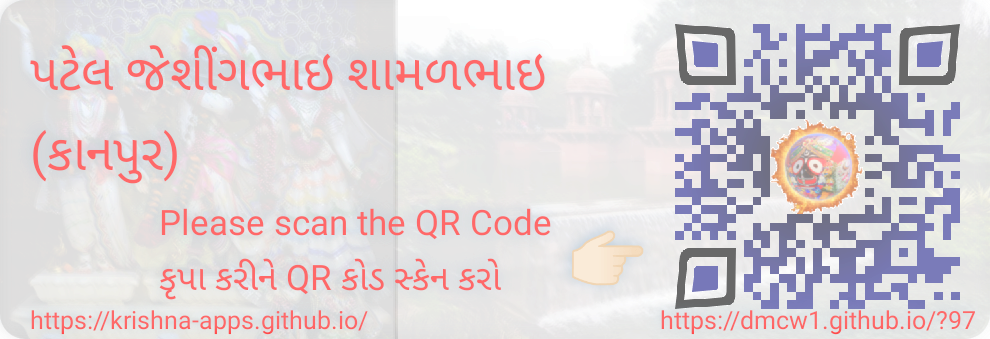 પટેલ જેશીંગભાઇ શામળભાઇ
(કાનપુર)
Please scan the QR Code
કૃપા કરીને QR કોડ સ્કેન કરો
https://krishna-apps.github.io/
https://dmcw1.github.io/?97